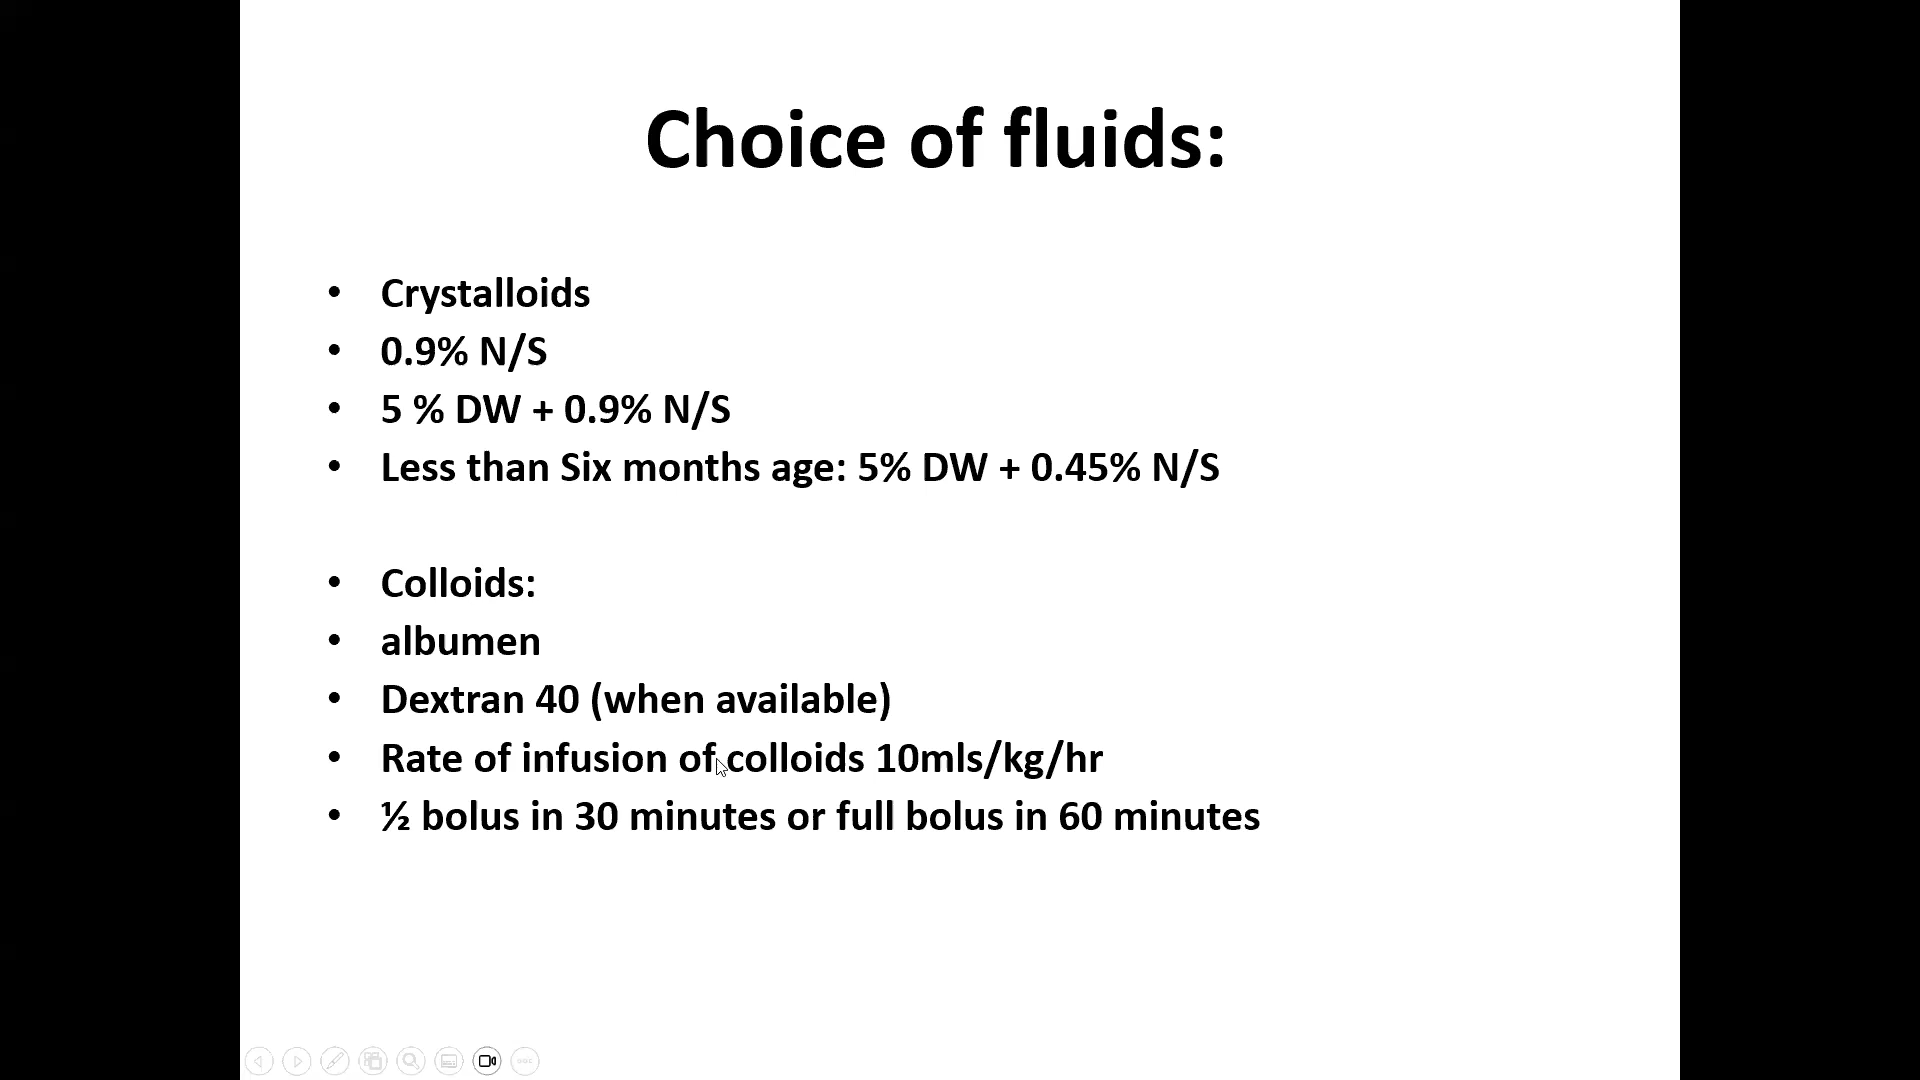 Choice of fluids:
• Crystalloids
• 0.9% N/S
• 5 % DW + 0.9% N/S
• Less than Six months age: 5% DW + 0.45% N/S
• Colloids:
• albumen
• Dextran 40 (when available)
• Rate of infusion of colloids 10mls/kg/hr
• ½ bolus in 30 minutes or full bolus in 60 minutes